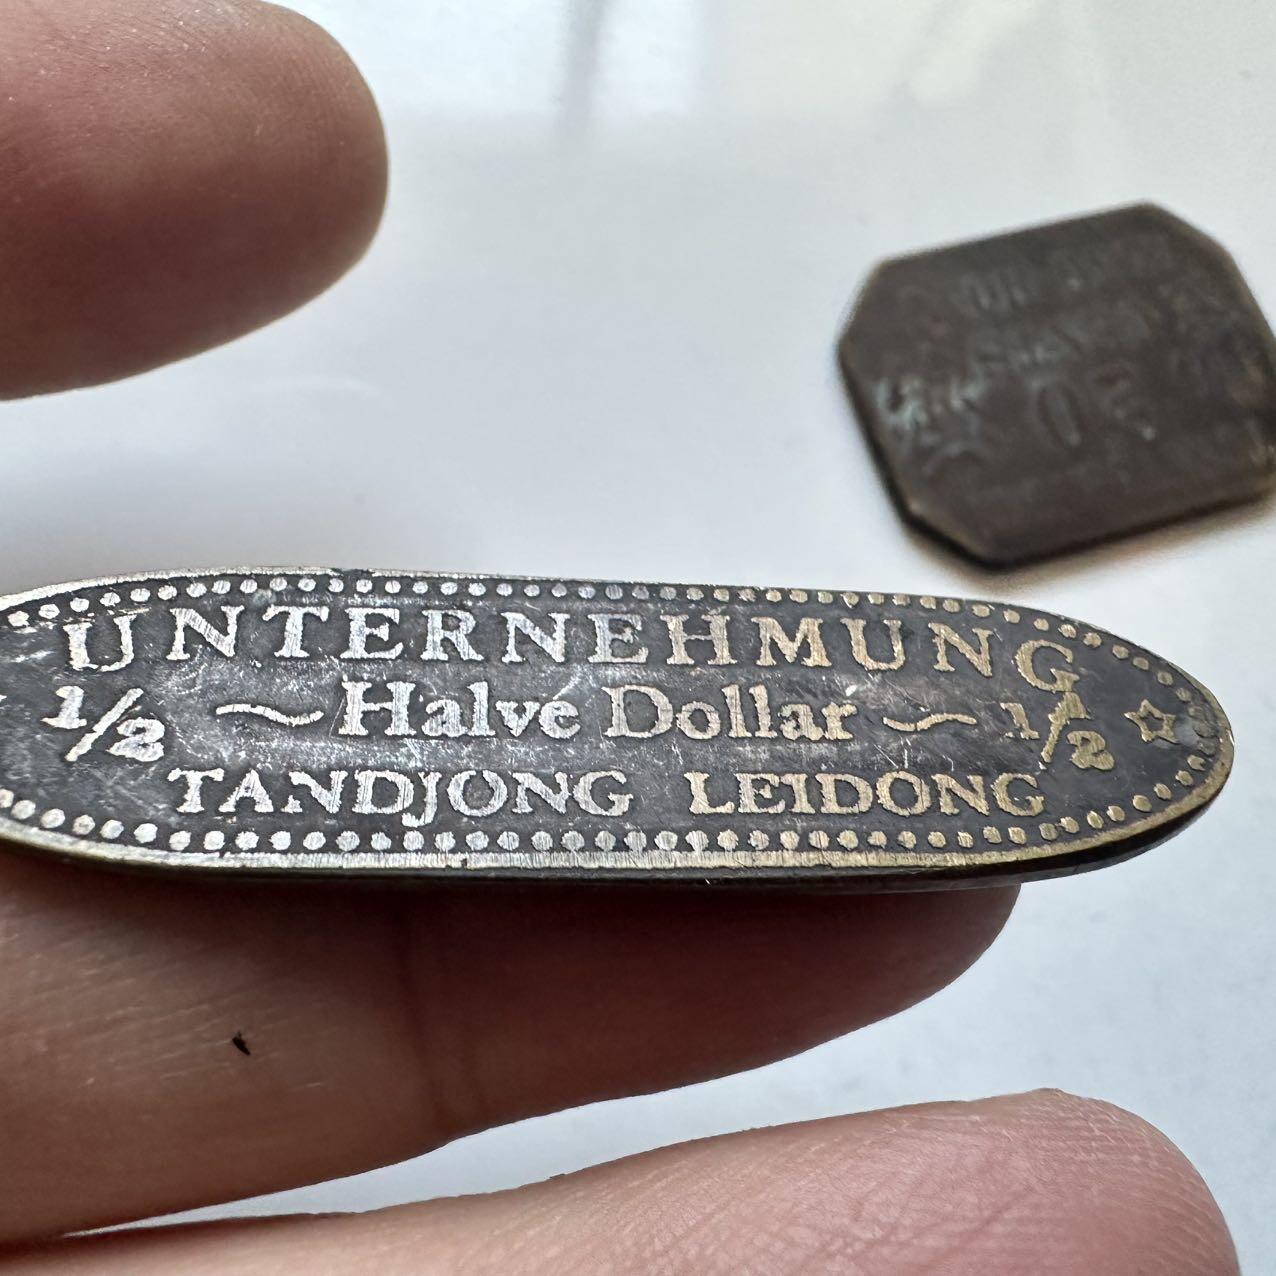 UNTERNEHMUNG
1/2 ~ Halve Dollar ~ 1/2
TANDJONG LEIDONG